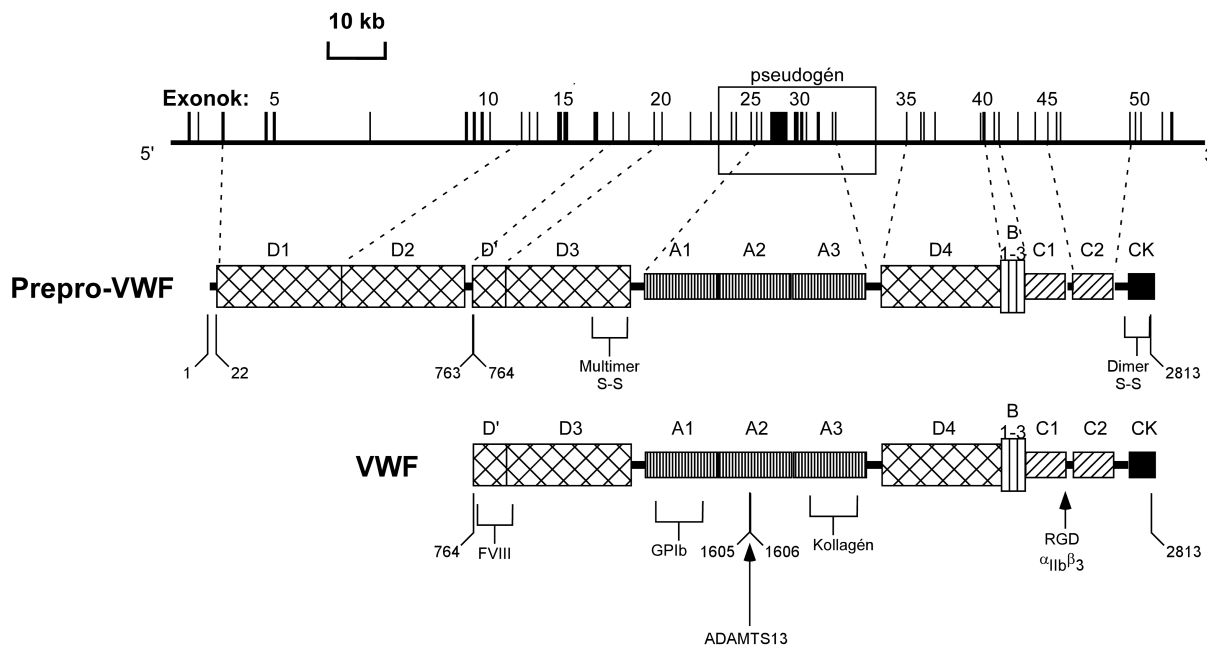 10 kb
pseudogén
Exonok: 5 10 15 20 25 30 35 40 45 50
5' 3'
D1 D2 D' D3 A1 A2 A3 D4 B 1-3 C1 C2 CK
Prepro-VWF
1 22 763 764 Multimer S-S Dimer S-S 2813
D' D3 A1 A2 A3 D4 B 1-3 C1 C2 CK
VWF
764 FVIII GPIb 1605 1606 Kollagén RGD αIIbβ3 2813
ADAMTS13